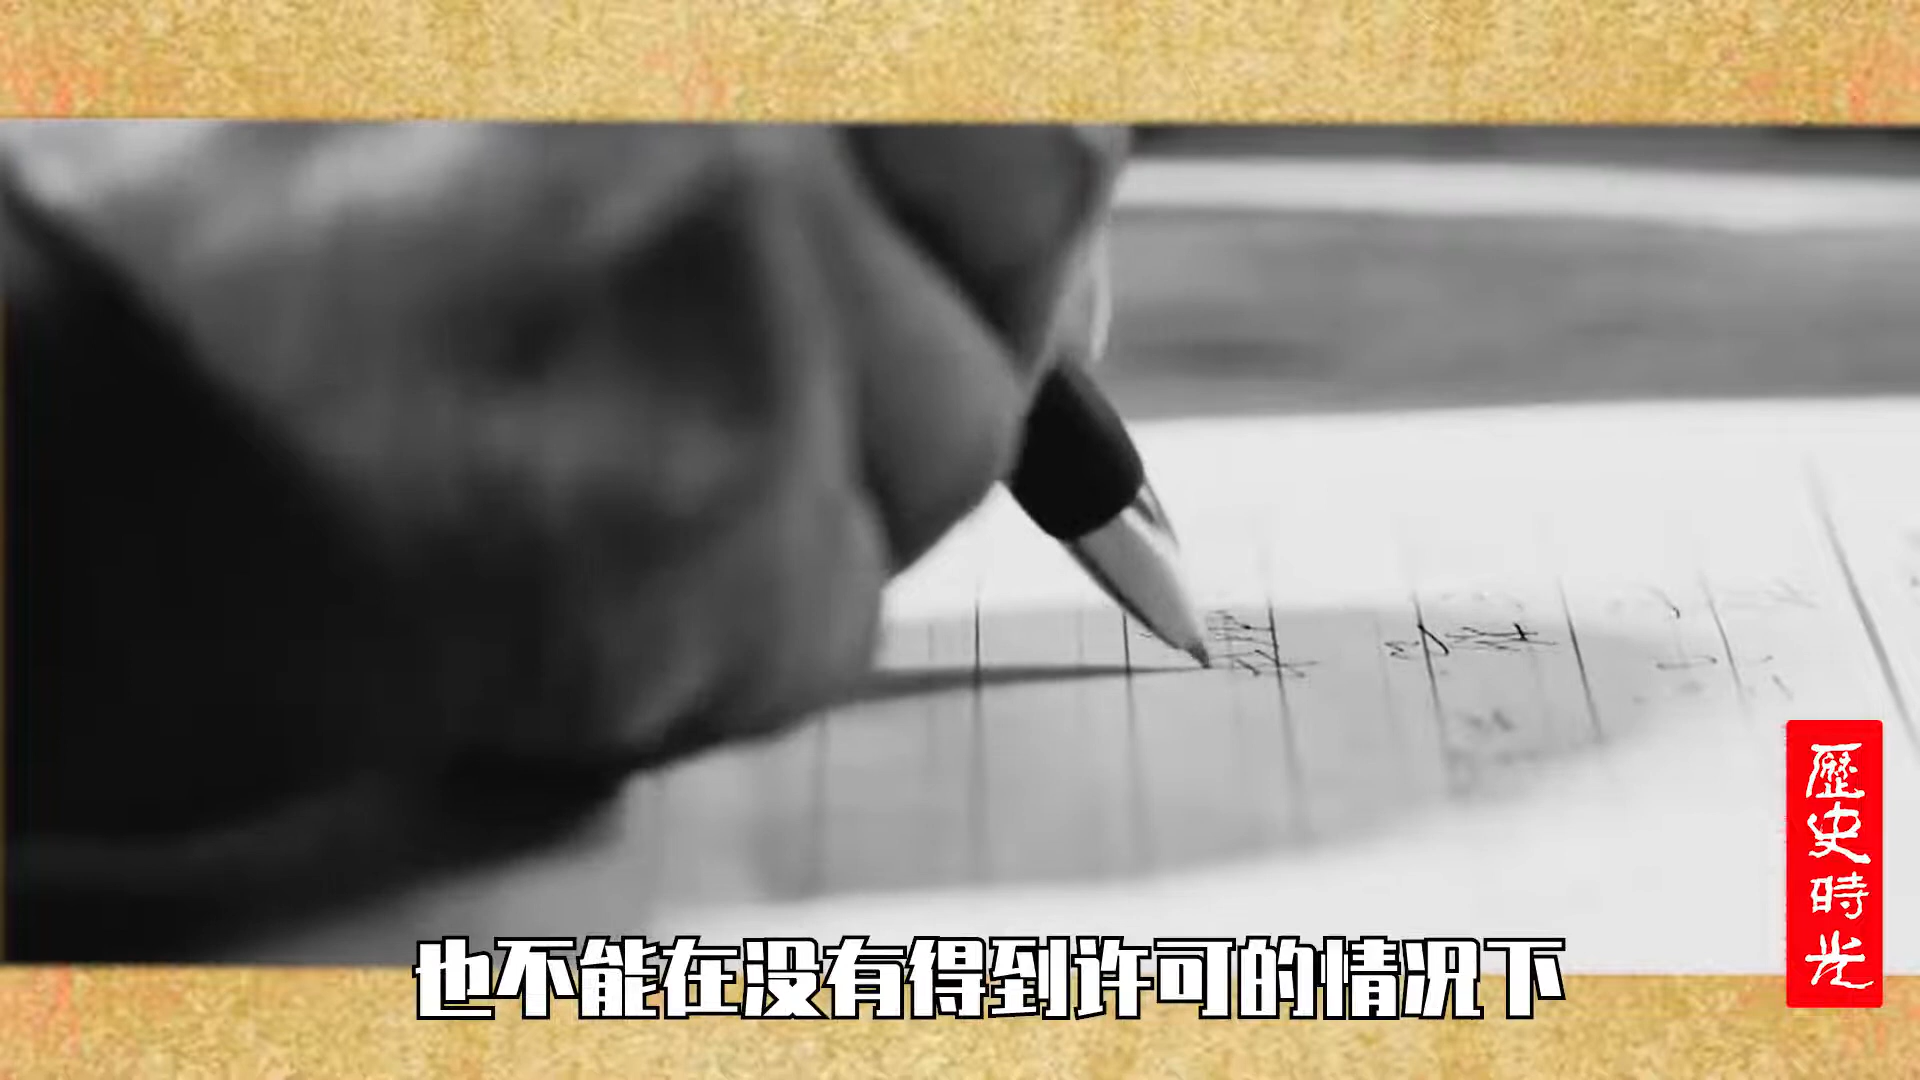 也不能在没有得到许可的情况下
歷史時光